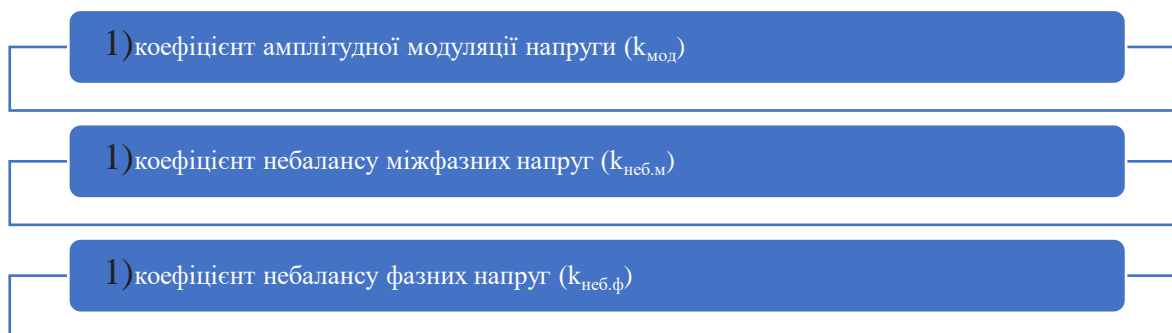 1)коефіцієнт амплітудної модуляції напруги (kмод)
1)коефіцієнт небалансу міжфазних напруг (kнеб.м)
1)коефіцієнт небалансу фазних напруг (kнеб.ф)